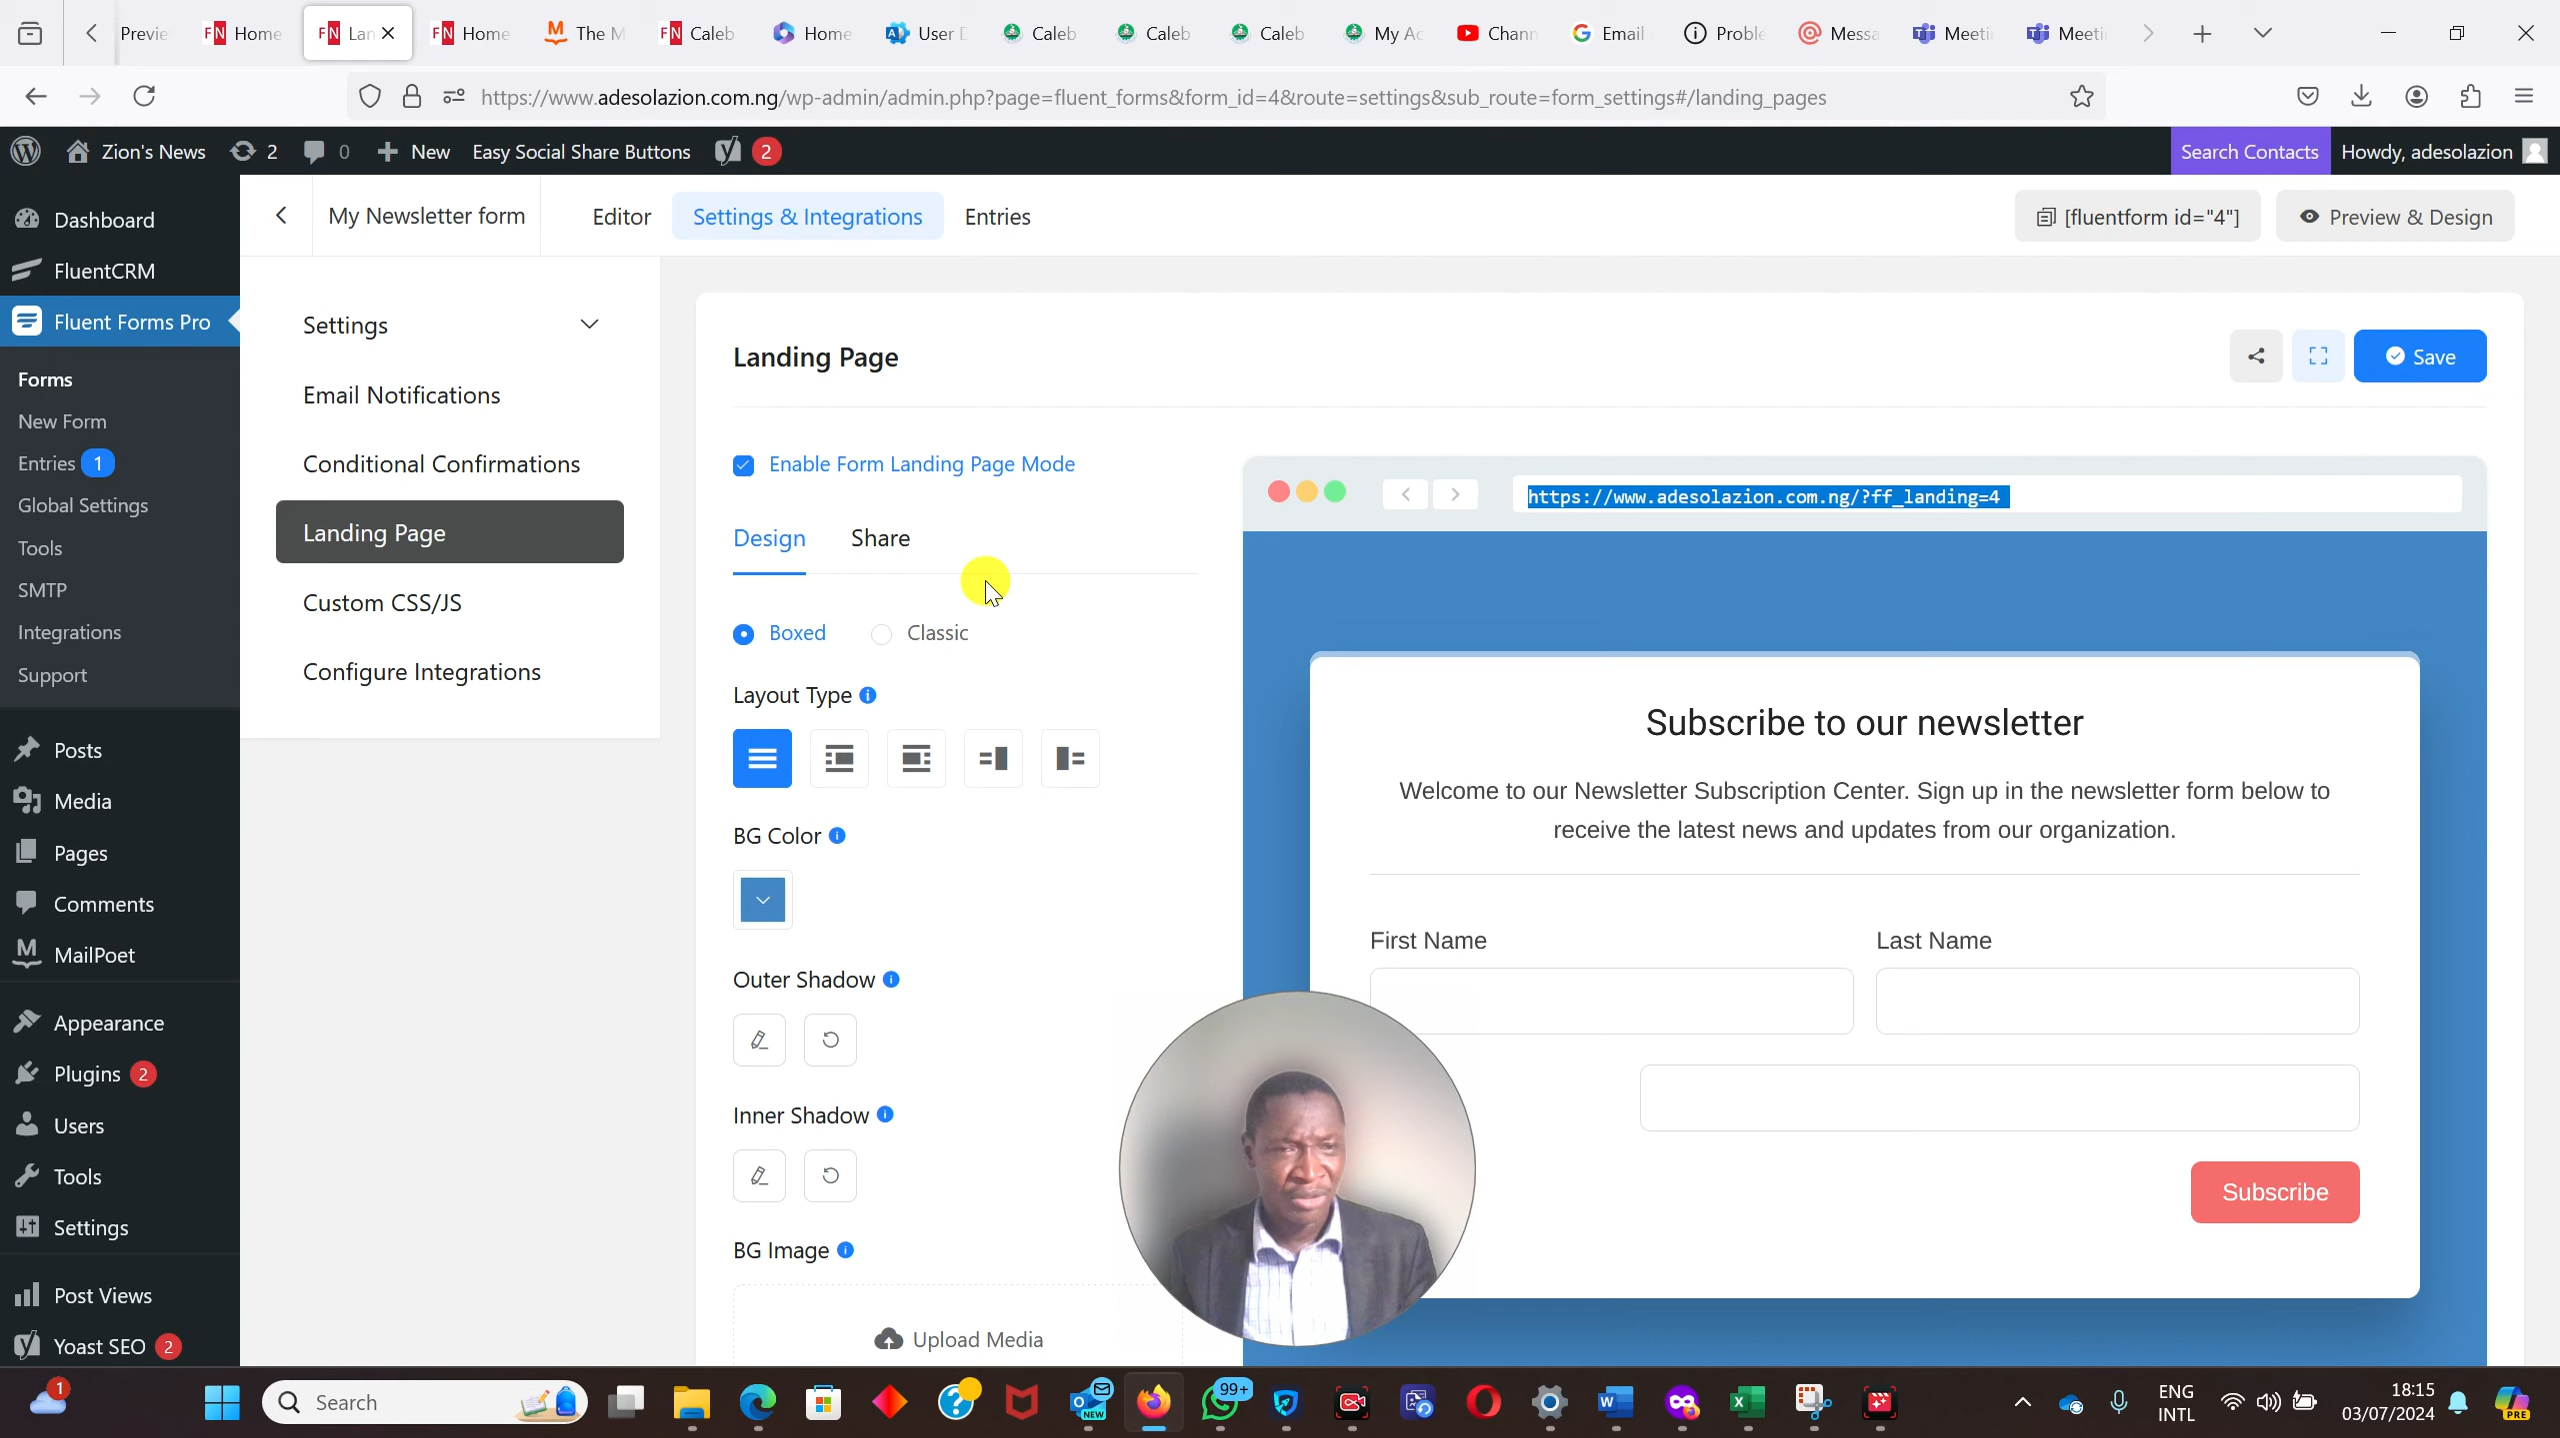 Previe
Home
Lan
Home
The M
Caleb
Home
User D
Caleb
Caleb
Caleb
My Ac
Chann
Email
Proble
Messa
Meeti
Meeti
https://www.adesolazion.com.ng/wp-admin/admin.php?page=fluent_forms&form_id=4&route=settings&sub_route=form_settings#/landing_pages
Zion's News
2
0
New
Easy Social Share Buttons
2
Search Contacts
Howdy, adesolazion
Dashboard
FluentCRM
Fluent Forms Pro
Forms
New Form
Entries 1
Global Settings
Tools
SMTP
Integrations
Support
Posts
Media
Pages
Comments
MailPoet
Appearance
Plugins 2
Users
Tools
Settings
Post Views
Yoast SEO 2
My Newsletter form
Editor
Settings & Integrations
Entries
[fluentform id="4"]
Preview & Design
Settings
Email Notifications
Conditional Confirmations
Landing Page
Custom CSS/JS
Configure Integrations
Landing Page
Save
Enable Form Landing Page Mode
Design
Share
Boxed
Classic
Layout Type
BG Color
Outer Shadow
Inner Shadow
BG Image
Upload Media
https://www.adesolazion.com.ng/?ff_landing=4
Subscribe to our newsletter
Welcome to our Newsletter Subscription Center. Sign up in the newsletter form below to
receive the latest news and updates from our organization.
First Name
Last Name
Subscribe
1
Search
NEW
99+
ENG
INTL
18:15
03/07/2024
PRE